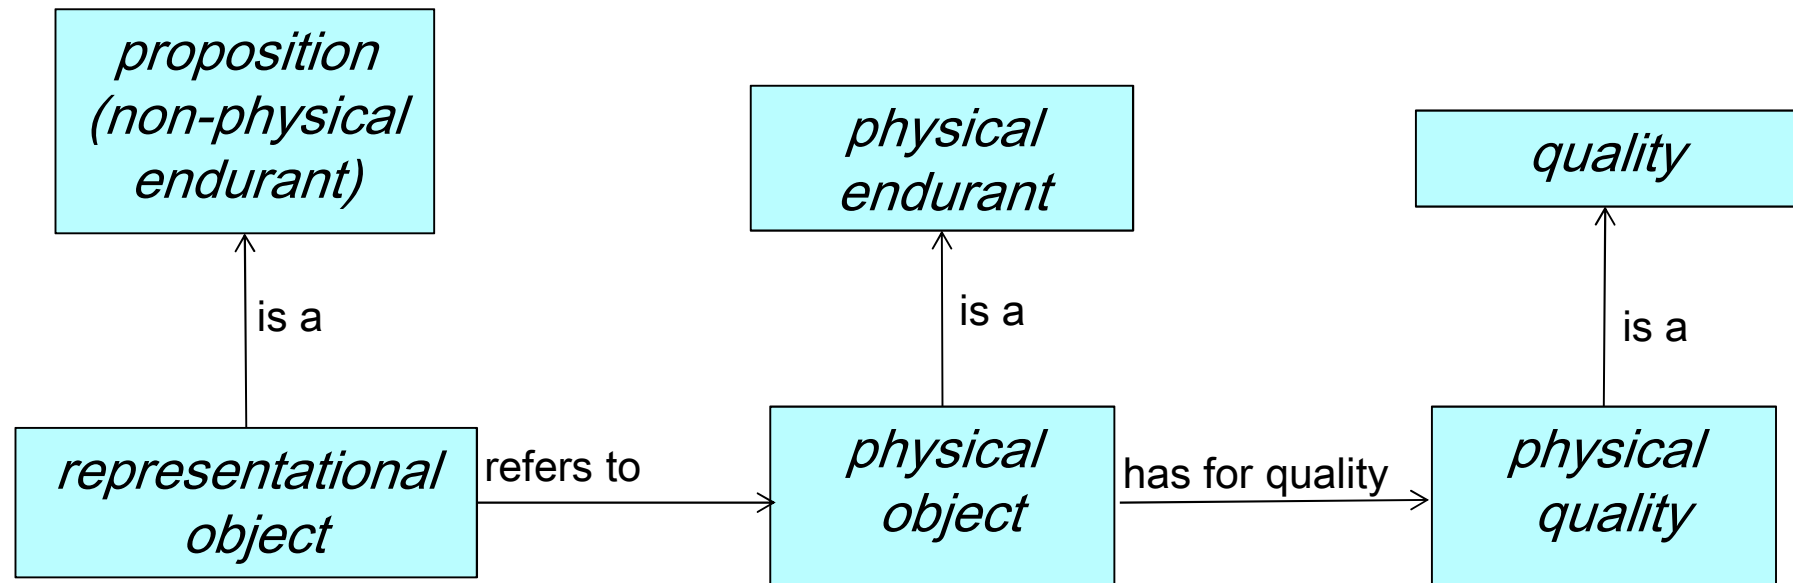 proposition
(non-physical
endurant)
physical
endurant
quality
is a
is a
is a
representational
object
refers to
physical
object
has for quality
physical
quality